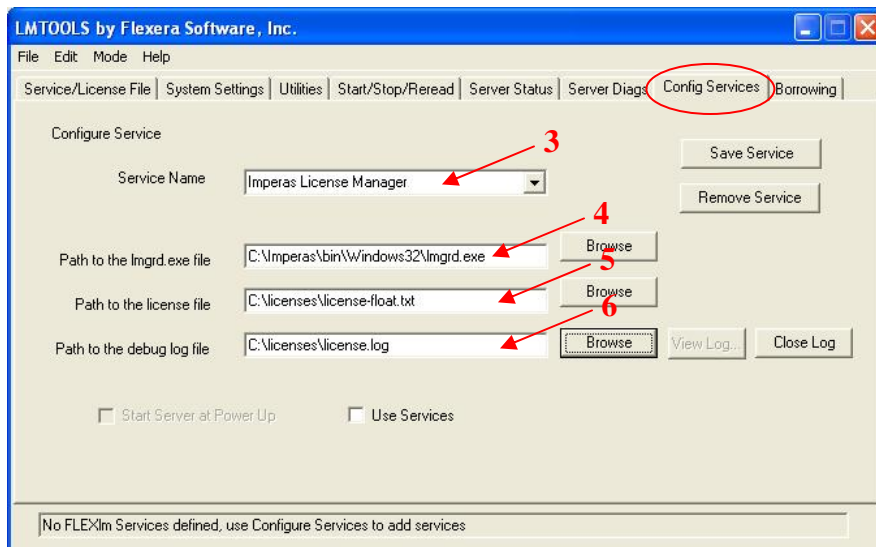 LMTOOLS by Flexera Software, Inc.
File Edit Mode Help
Service/License File System Settings Utilities Start/Stop/Reread Server Status Server Diags Config Services Borrowing
Configure Service
3
Save Service
Service Name
Imperas License Manager
Remove Service
4
Path to the lmgrd.exe file
C:\Imperas\bin\Windows32\lmgrd.exe
Browse
5
Path to the license file
C:\licenses\license-float.txt
Browse
6
Path to the debug log file
C:\licenses\license.log
Browse
View Log...
Close Log
Start Server at Power Up
Use Services
No FLEXlm Services defined, use Configure Services to add services